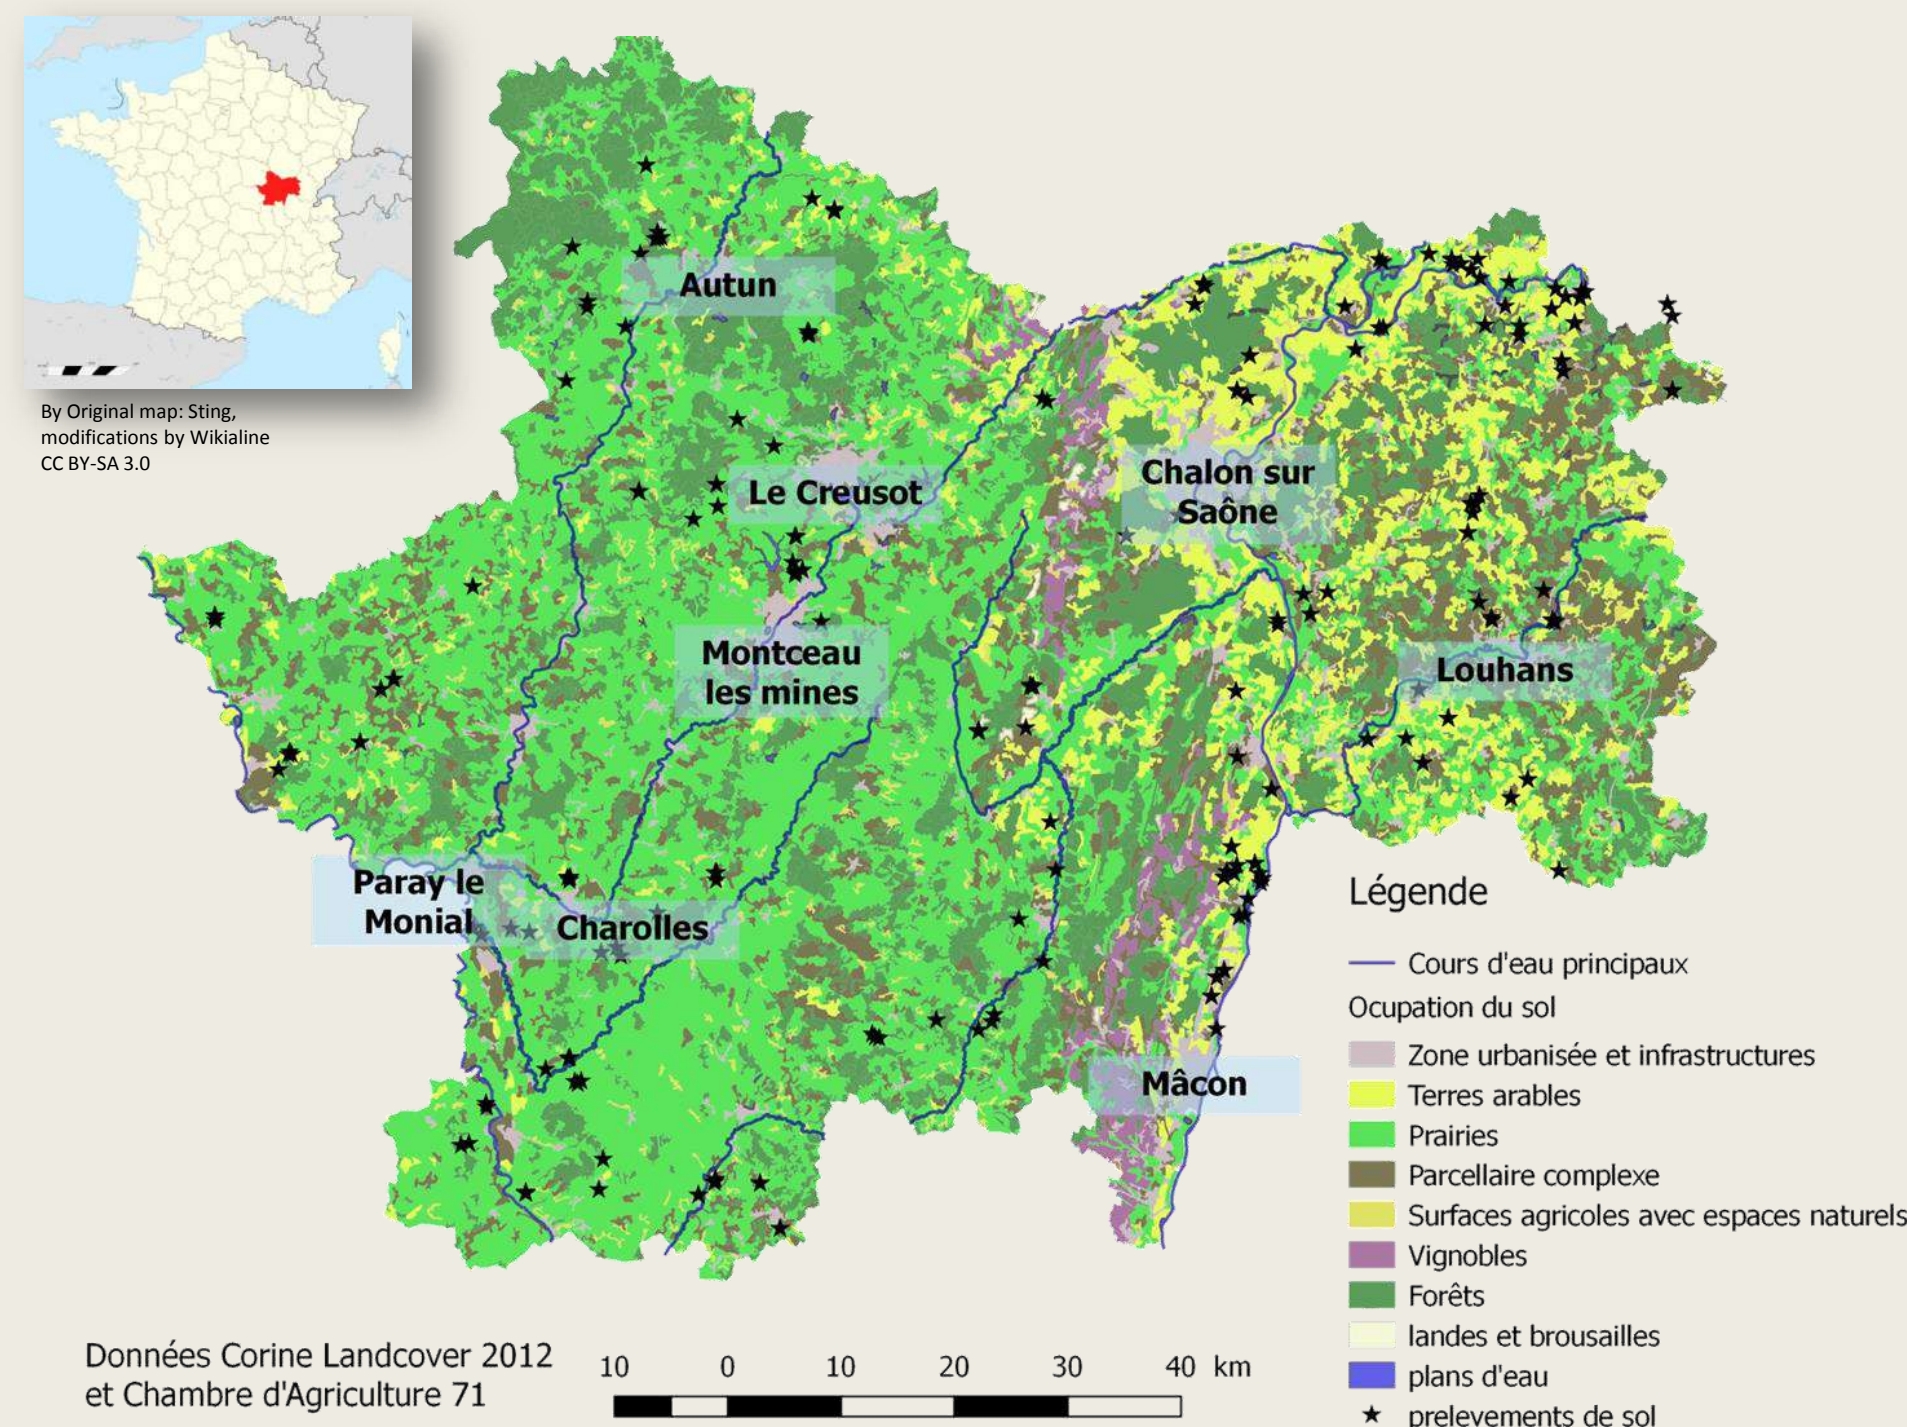 By Original map: Sting,
modifications by Wikialine
CC BY-SA 3.0
Autun
Le Creusot
Chalon sur
Saône
Montceau
les mines
Louhans
Paray le
Monial
Charolles
Mâcon
Légende
Cours d'eau principaux
Ocupation du sol
Zone urbanisée et infrastructures
Terres arables
Prairies
Parcellaire complexe
Surfaces agricoles avec espaces naturels
Vignobles
Forêts
landes et brousailles
plans d'eau
prelevements de sol
Données Corine Landcover 2012
et Chambre d'Agriculture 71
10 0 10 20 30 40 km